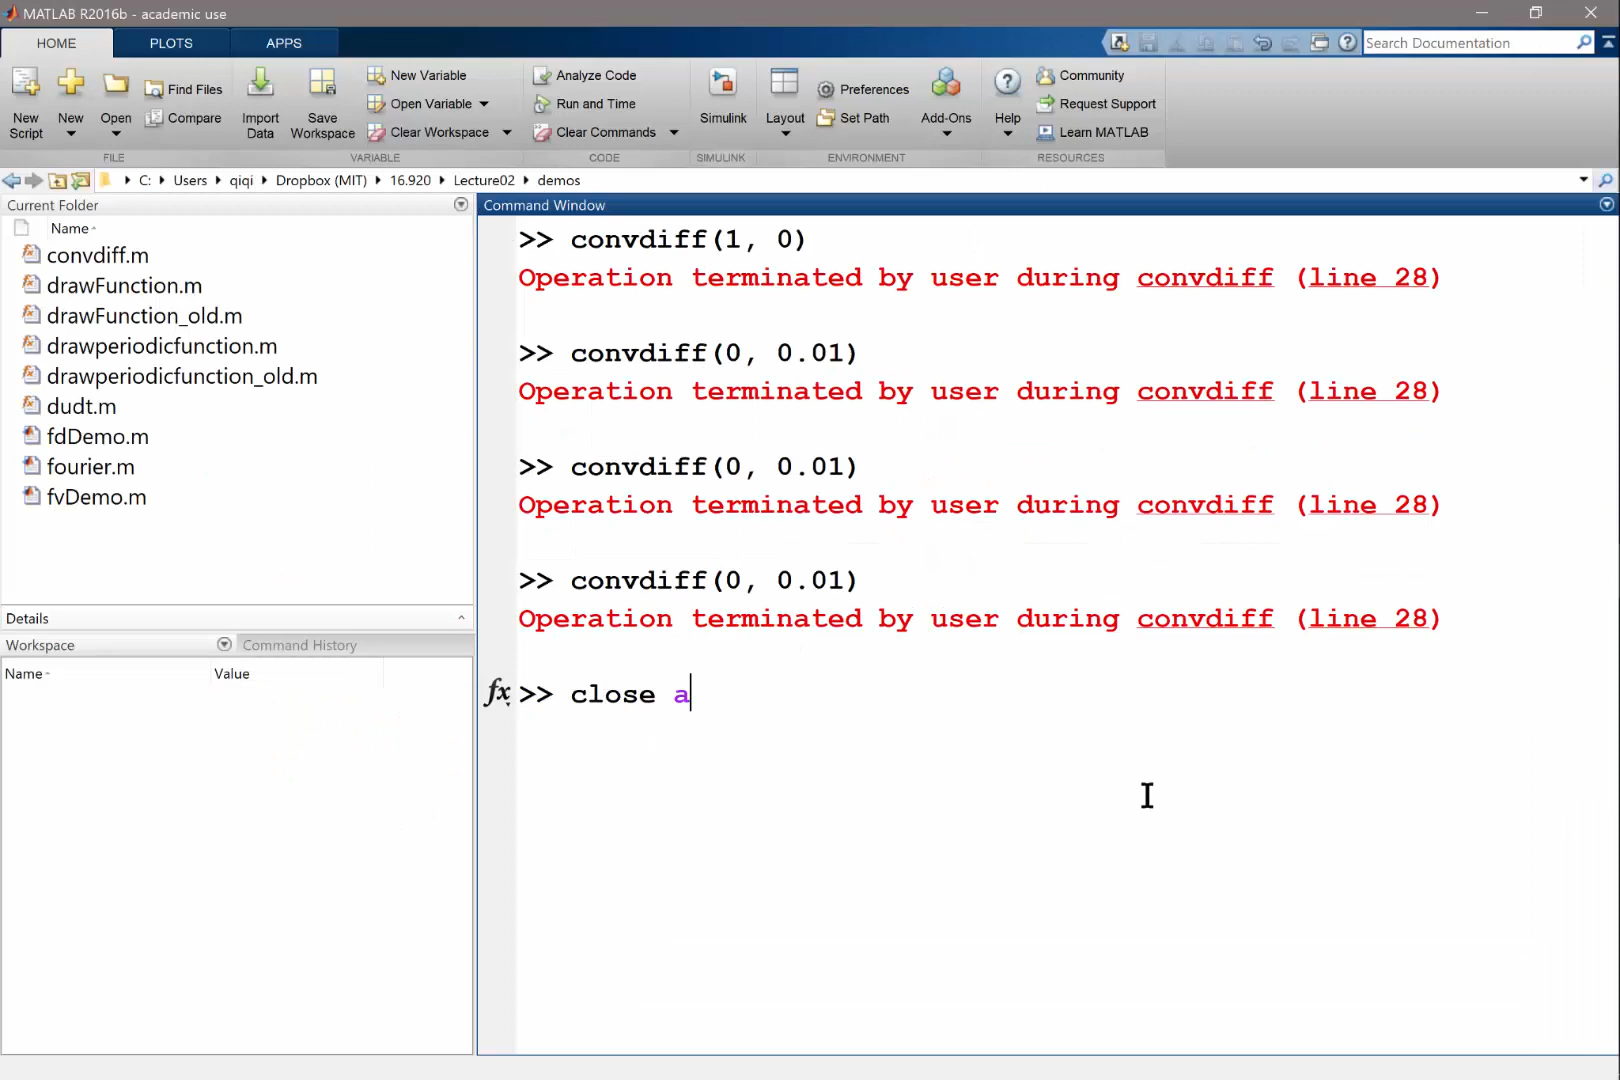 MATLAB R2016b - academic use
HOME PLOTS APPS
Search Documentation
New Script
New
Open
Find Files
Compare
Import Data
Save Workspace
New Variable
Open Variable
Clear Workspace
Analyze Code
Run and Time
Clear Commands
Simulink
Layout
Preferences
Set Path
Add-Ons
Help
Community
Request Support
Learn MATLAB
FILE VARIABLE CODE SIMULINK ENVIRONMENT RESOURCES
C: Users qiqi Dropbox (MIT) 16.920 Lecture02 demos
Current Folder
Name
convdiff.m
drawFunction.m
drawFunction_old.m
drawperiodicfunction.m
drawperiodicfunction_old.m
dudt.m
fdDemo.m
fourier.m
fvDemo.m
Details
Workspace Command History
Name Value
Command Window
>> convdiff(1, 0)
Operation terminated by user during convdiff (line 28)
>> convdiff(0, 0.01)
Operation terminated by user during convdiff (line 28)
>> convdiff(0, 0.01)
Operation terminated by user during convdiff (line 28)
>> convdiff(0, 0.01)
Operation terminated by user during convdiff (line 28)
fx >> close a